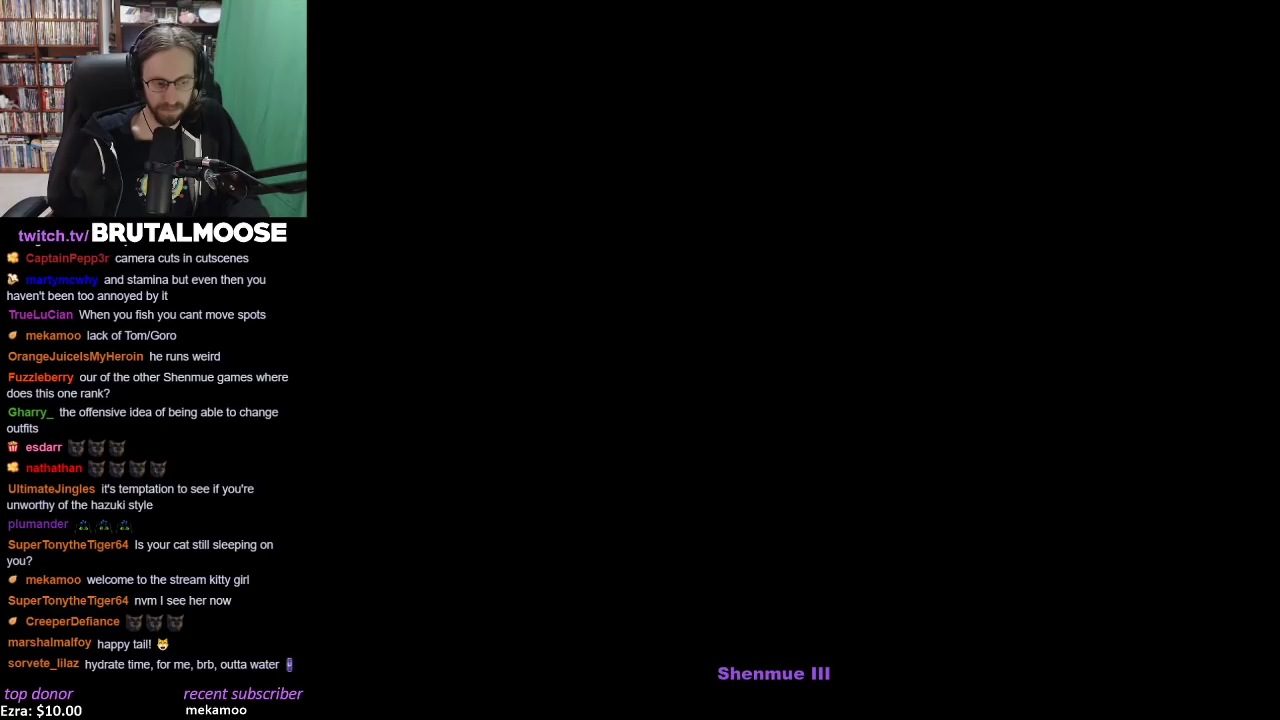 twitch.tv/BRUTALMOOSE
CaptainPepp3r camera cuts in cutscenes
martymcwhy and stamina but even then you
haven't been too annoyed by it
TrueLuCian When you fish you cant move spots
mekamoo lack of Tom/Goro
OrangeJuiceIsMyHeroin he runs weird
Fuzzleberry our of the other Shenmue games where
does this one rank?
Gharry_ the offensive idea of being able to change
outfits
esdarr
nathathan
UltimateJingles it's temptation to see if you're
unworthy of the hazuki style
plumander
SuperTonytheTiger64 Is your cat still sleeping on
you?
mekamoo welcome to the stream kitty girl
SuperTonytheTiger64 nvm I see her now
CreeperDefiance
marshalmalfoy happy tail!
sorvete_lilaz hydrate time, for me, brb, outta water
Shenmue III
top donor recent subscriber
Ezra: $10.00 mekamoo